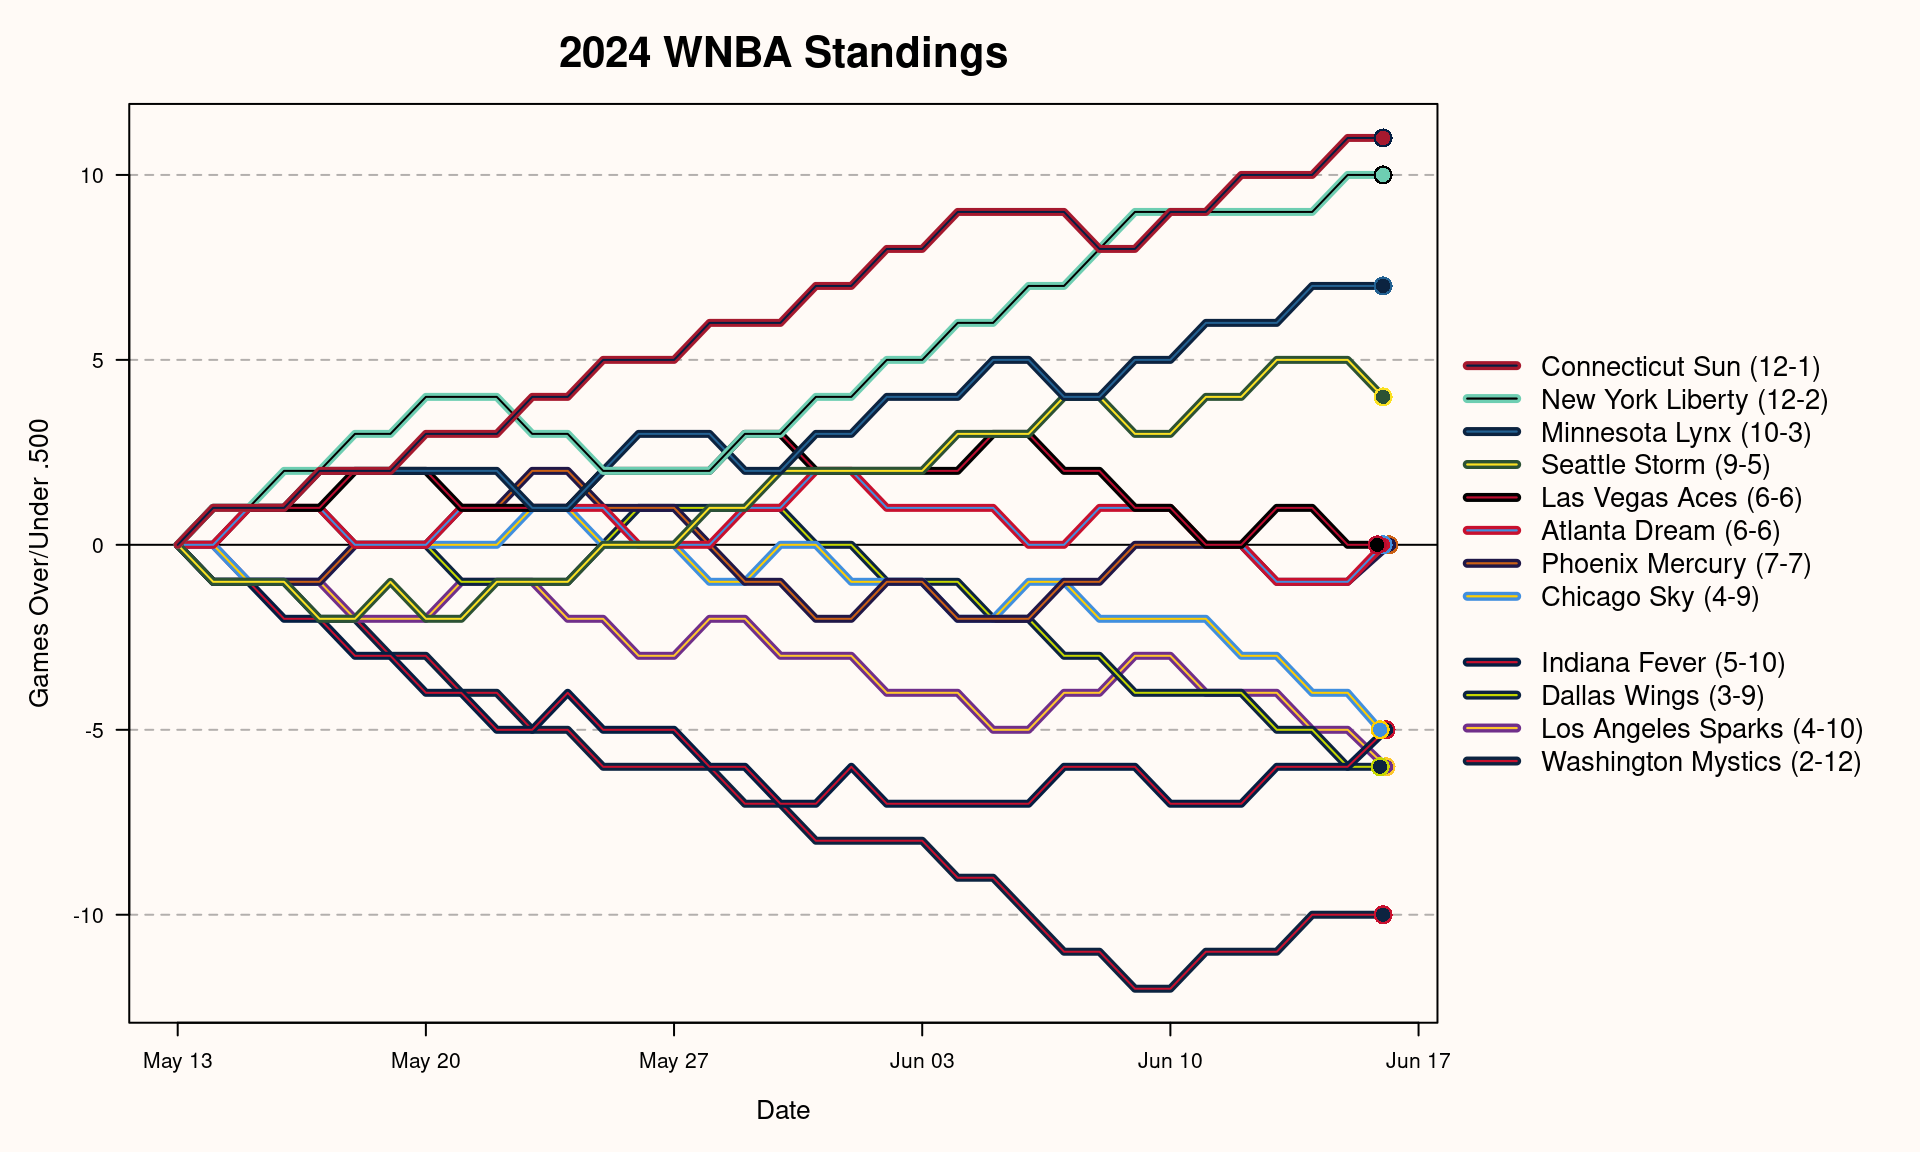 2024 WNBA Standings
Games Over/Under .500
10
5
0
-5
-10
May 13
May 20
May 27
Jun 03
Jun 10
Jun 17
Date
Connecticut Sun (12-1)
New York Liberty (12-2)
Minnesota Lynx (10-3)
Seattle Storm (9-5)
Las Vegas Aces (6-6)
Atlanta Dream (6-6)
Phoenix Mercury (7-7)
Chicago Sky (4-9)
Indiana Fever (5-10)
Dallas Wings (3-9)
Los Angeles Sparks (4-10)
Washington Mystics (2-12)